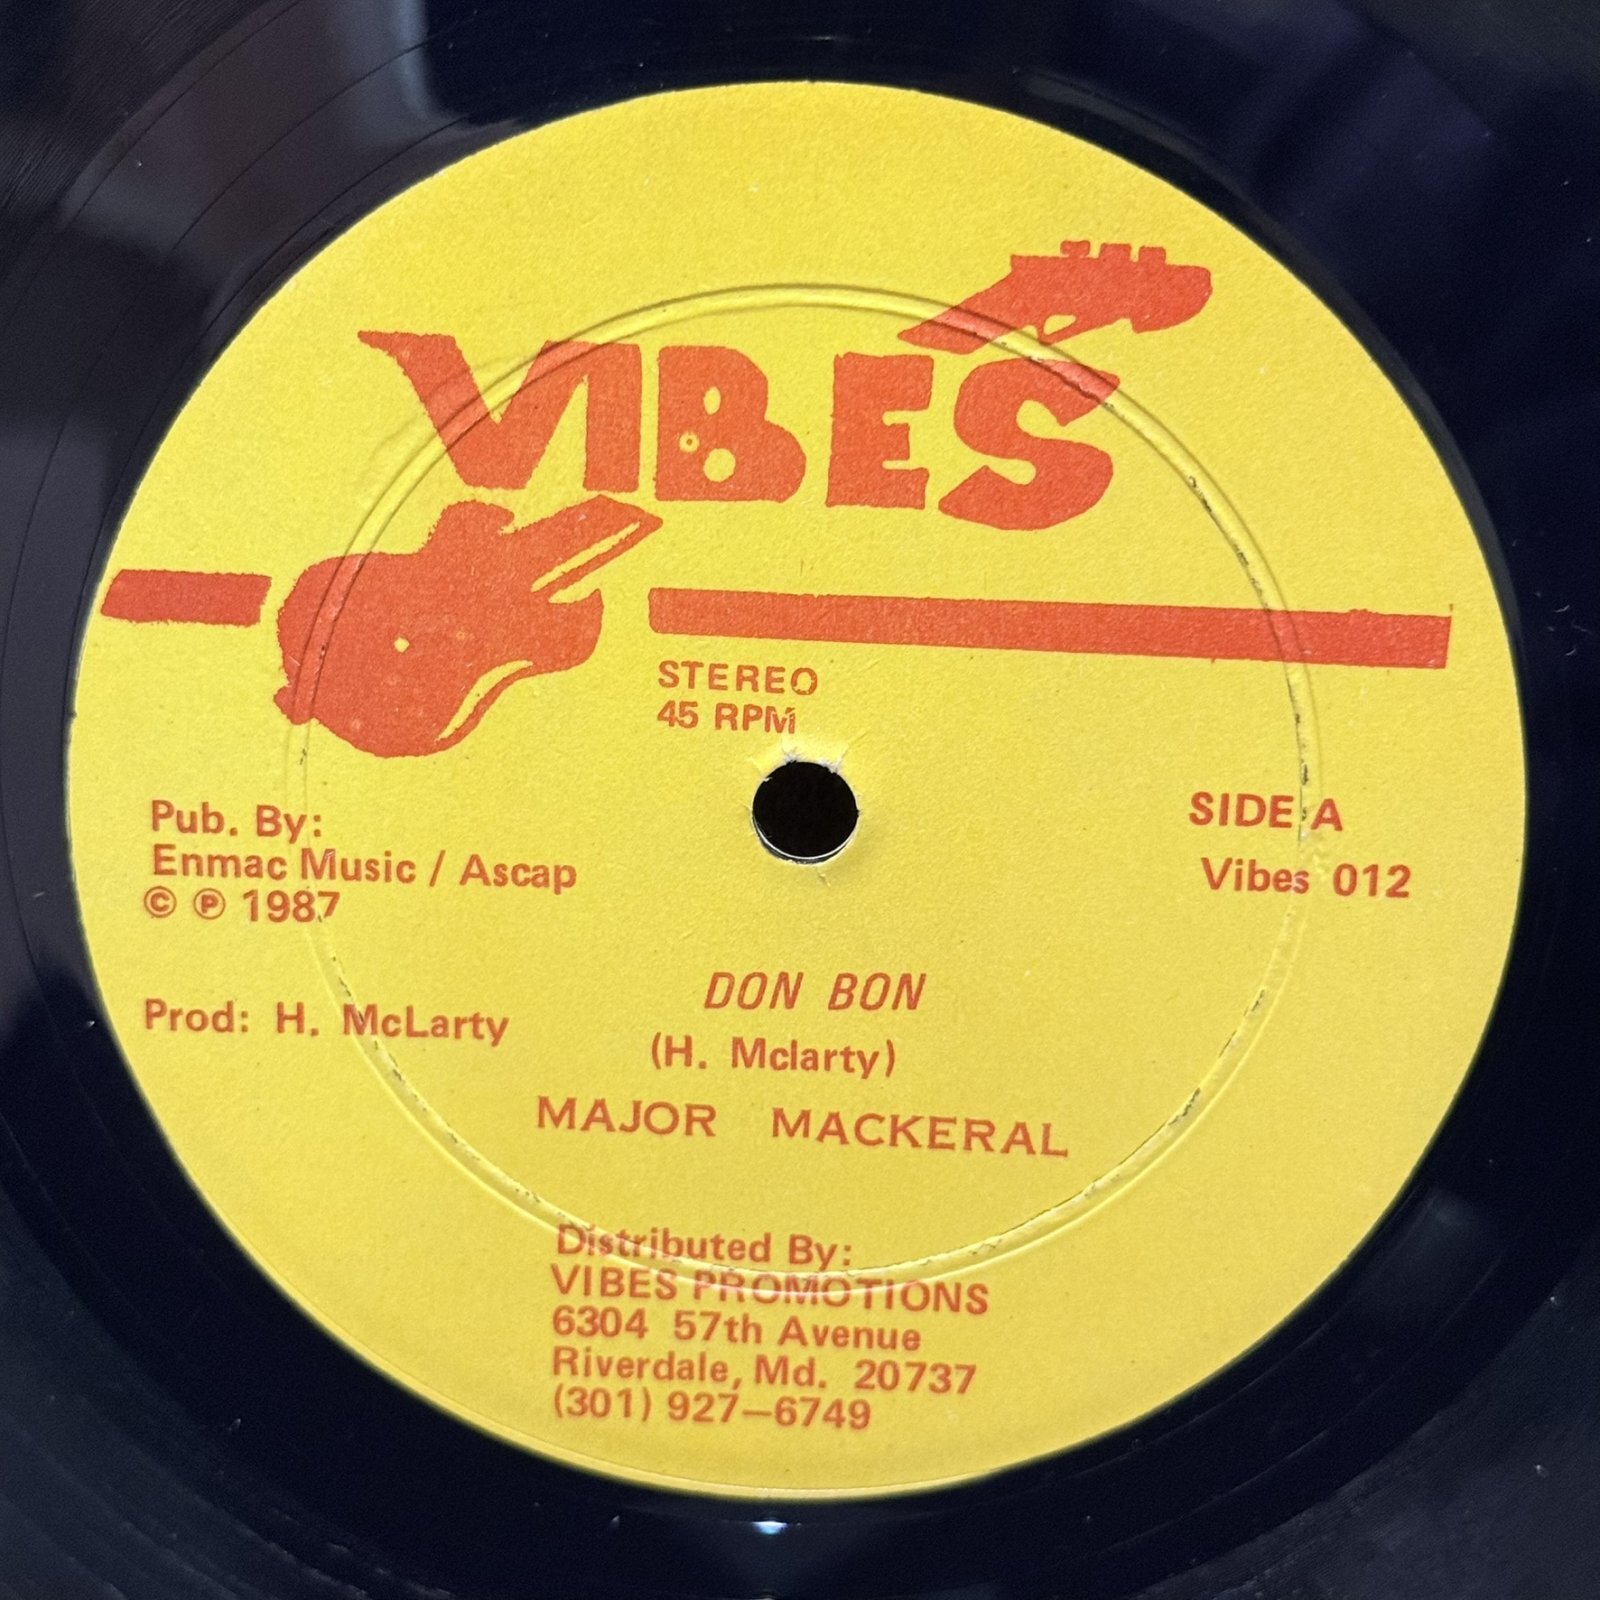 VIBES
STEREO
45 RPM
Pub. By:
Enmac Music / Ascap
© ℗ 1987
SIDE A
Vibes 012
Prod: H. McLarty
DON BON
(H. Mclarty)
MAJOR MACKERAL
Distributed By:
VIBES PROMOTIONS
6304 57th Avenue
Riverdale, Md. 20737
(301) 927-6749